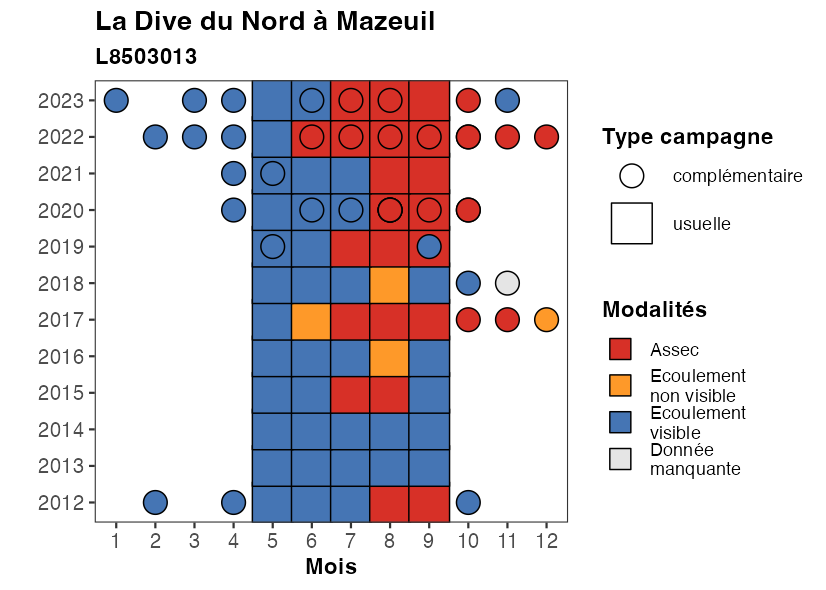 La Dive du Nord à Mazeuil
L8503013
2023
2022
2021
2020
2019
2018
2017
2016
2015
2014
2013
2012
1 2 3 4 5 6 7 8 9 10 11 12
Mois
Type campagne
complémentaire
usuelle
Modalités
Assec
Ecoulement
non visible
Ecoulement
visible
Donnée
manquante